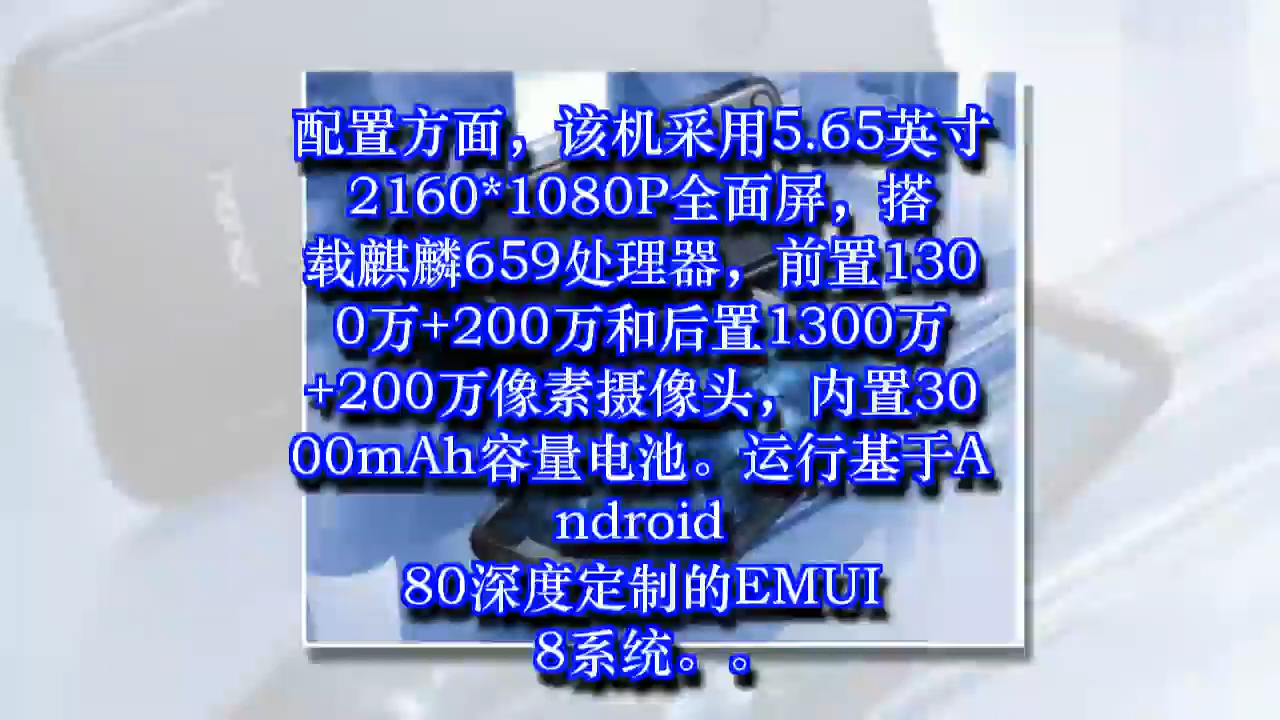 配置方面，该机采用5.65英寸
2160*1080P全面屏，搭
载麒麟659处理器，前置130
0万+200万和后置1300万
+200万像素摄像头，内置30
00mAh容量电池。运行基于A
ndroid
80深度定制的EMUI
8系统。。
honor